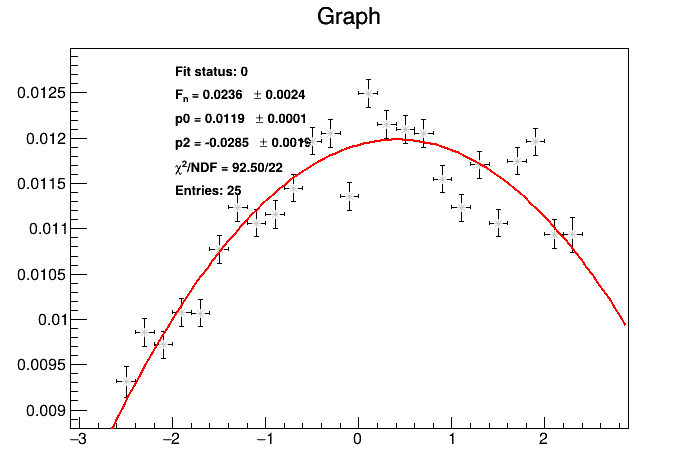 Graph
Fit status: 0
Fn = 0.0236 ± 0.0024
p0 = 0.0119 ± 0.0001
p2 = -0.0285 ± 0.0019
χ²/NDF = 92.50/22
Entries: 25
0.0125
0.012
0.0115
0.011
0.0105
0.01
0.0095
0.009
−3 −2 −1 0 1 2